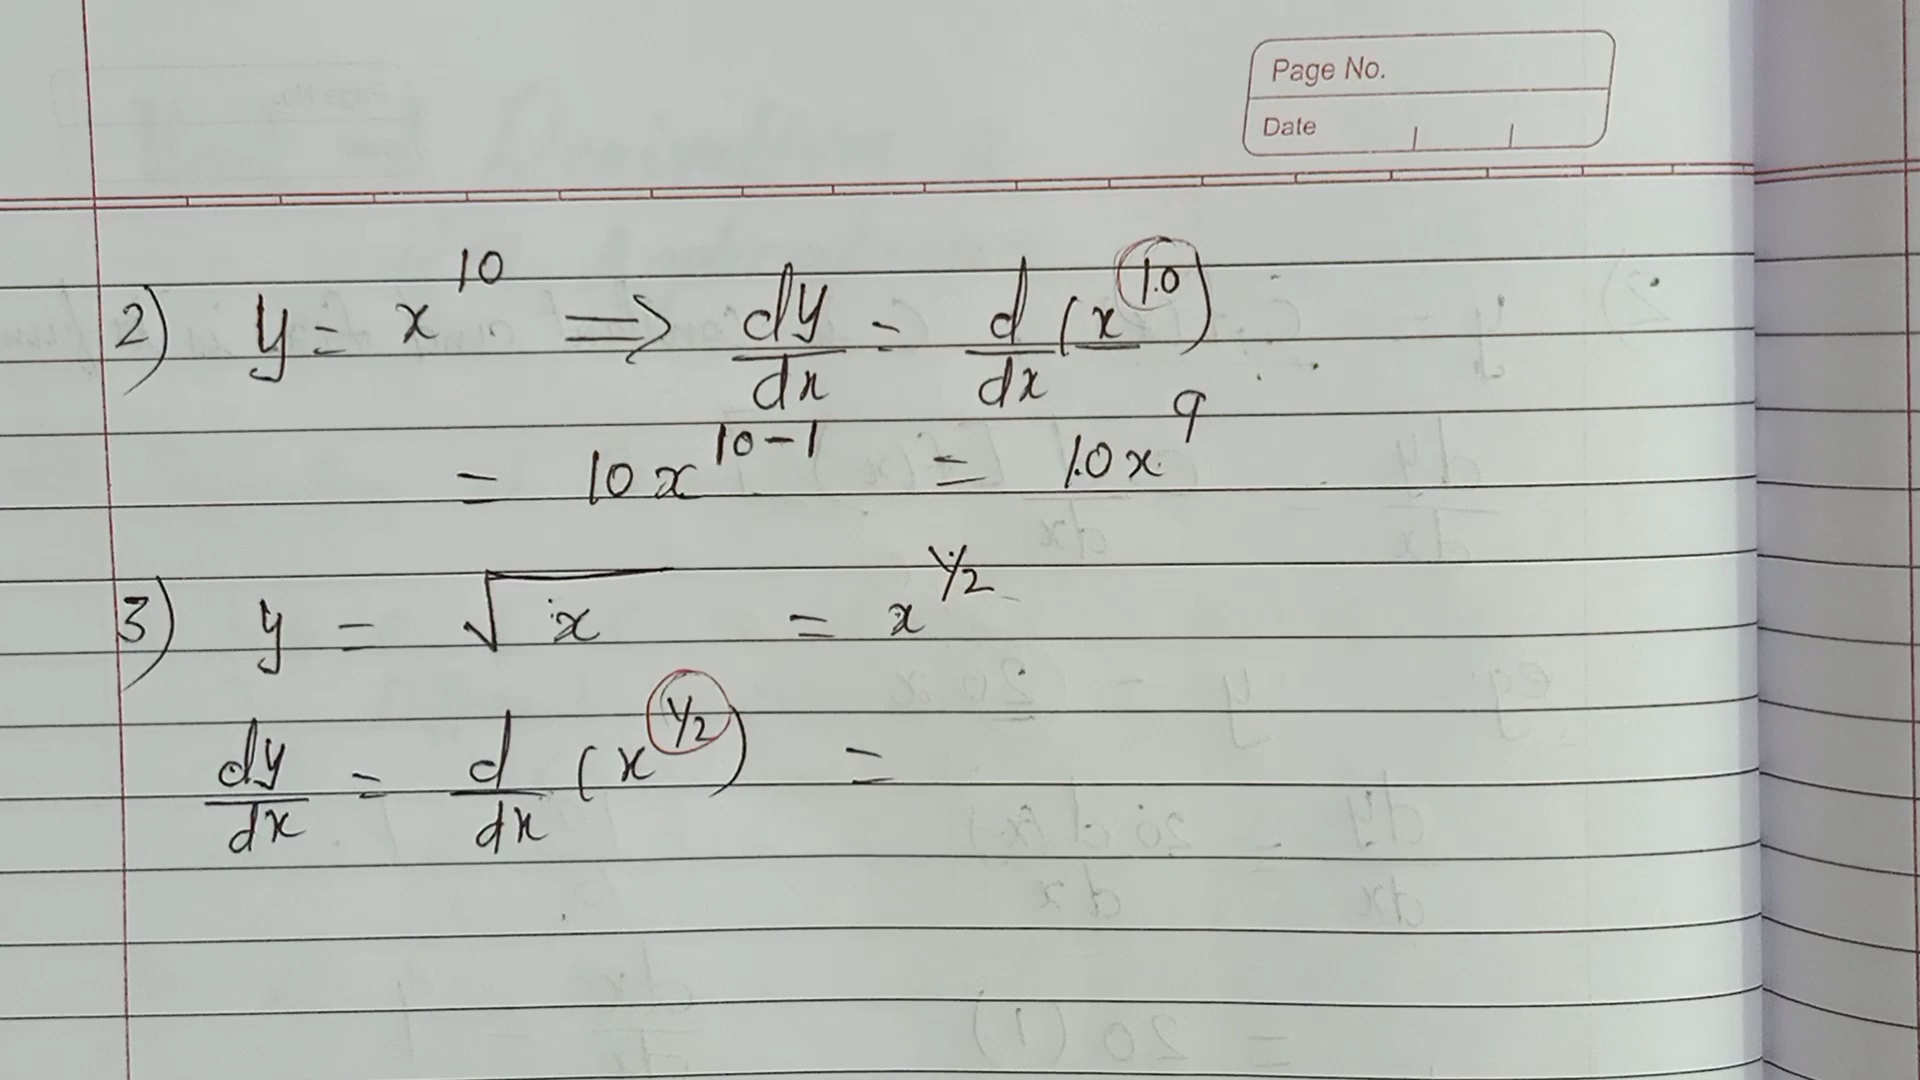 Page No.
Date
2) y = x^10 ⟹ dy/dx = d/dx (x^10)
= 10x^10-1 = 10x^9
3) y = √x = x^1/2
dy/dx = d/dx (x^1/2) =